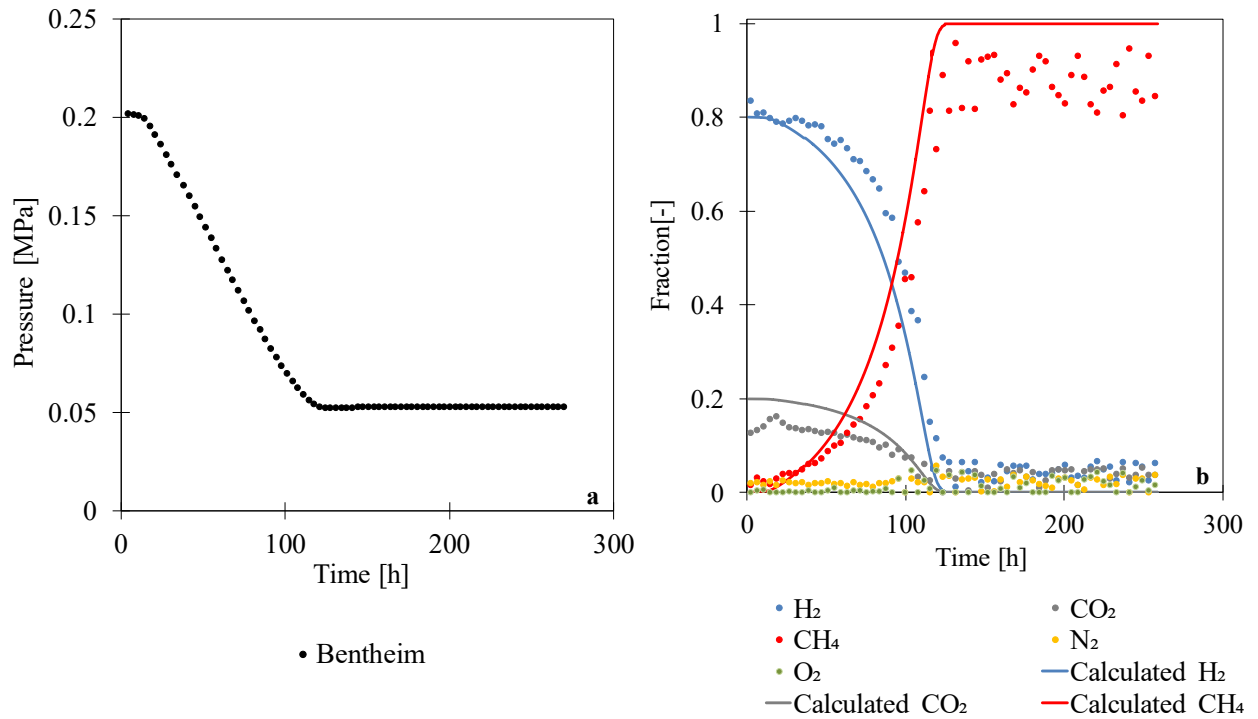 0.25
0.2
0.15
0.1
0.05
0
Pressure [MPa]
0
100
200
300
Time [h]
a
• Bentheim
1
0.8
0.6
0.4
0.2
0
Fraction[-]
0
100
200
300
Time [h]
b
H₂
CO₂
CH₄
N₂
O₂
Calculated H₂
Calculated CO₂
Calculated CH₄